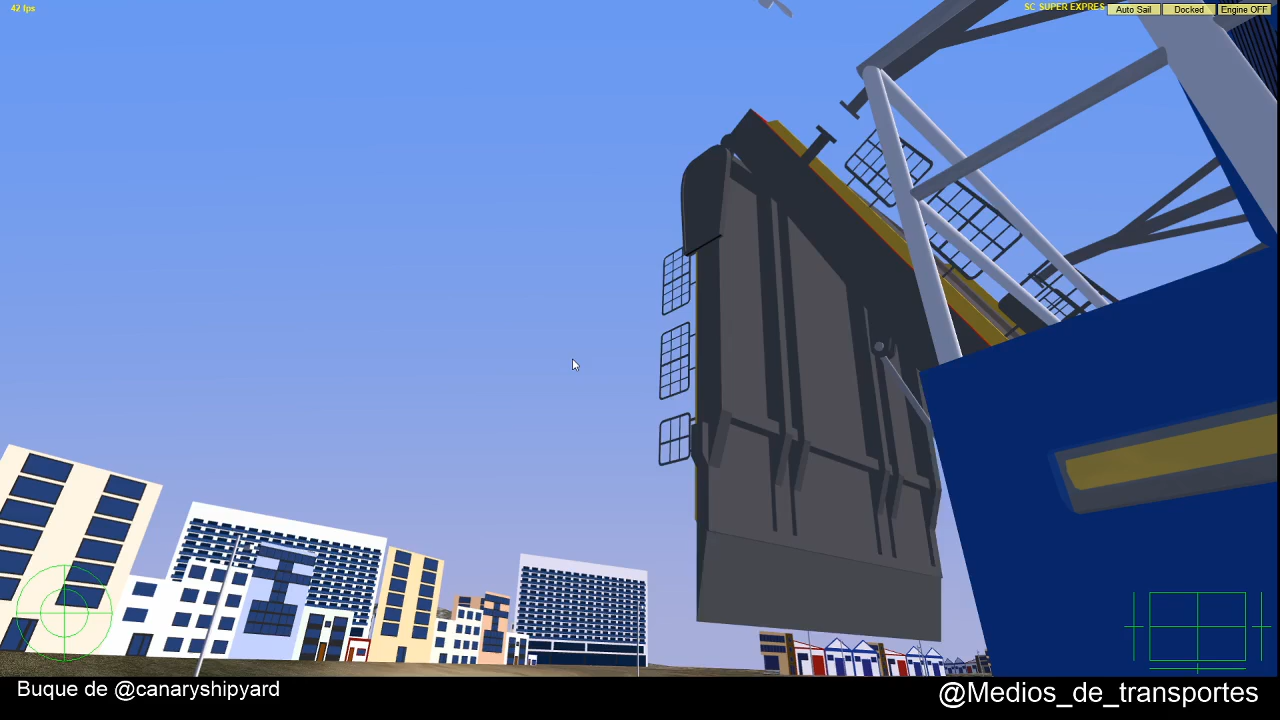 42 fps
SC SUPER EXPRES Auto Sail Docked Engine OFF
Buque de @canaryshipyard
@Medios_de_transportes